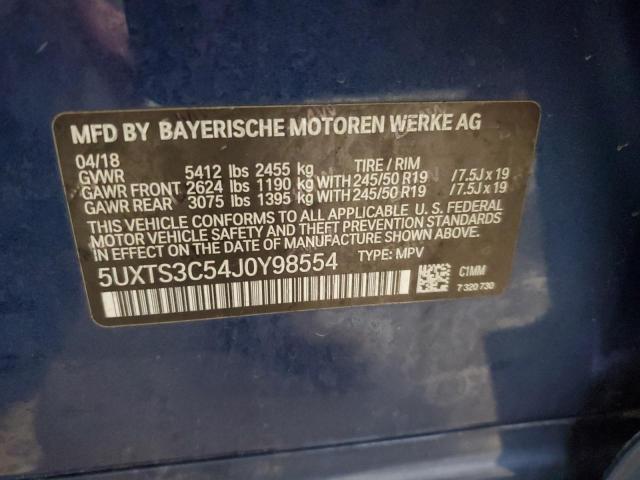 MFD BY BAYERISCHE MOTOREN WERKE AG
04/18 TIRE / RIM
GVWR 5412 lbs 2455 kg
GAWR FRONT 2624 lbs 1190 kg WITH 245/50 R19 /7.5J x 19
GAWR REAR 3075 lbs 1395 kg WITH 245/50 R19 /7.5J x 19
THIS VEHICLE CONFORMS TO ALL APPLICABLE U. S. FEDERAL
MOTOR VEHICLE SAFETY, BUMPER, AND THEFT PREVENTION STANDARDS
IN EFFECT ON THE DATE OF MANUFACTURE SHOWN ABOVE.
5UXTS3C54J0Y98554 TYPE: MPV
C1MM
7 320 730